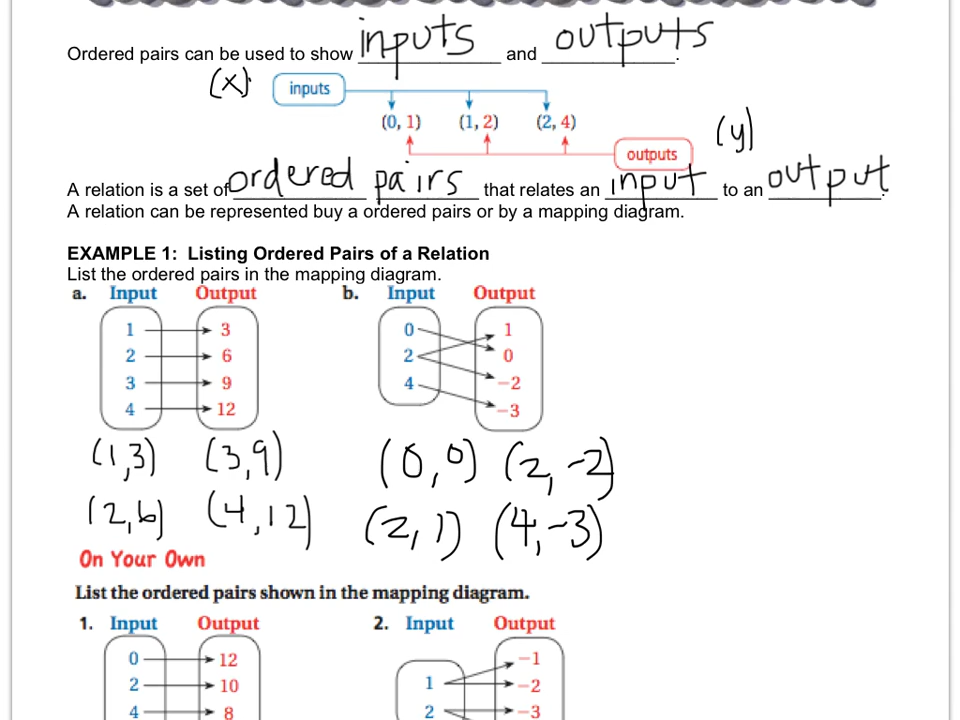 Ordered pairs can be used to show inputs and outputs.
(x) inputs
(0, 1) (1, 2) (2, 4)
(y)
outputs
A relation is a set of ordered pairs that relates an input to an output.
A relation can be represented buy a ordered pairs or by a mapping diagram.
EXAMPLE 1: Listing Ordered Pairs of a Relation
List the ordered pairs in the mapping diagram.
a. Input Output b. Input Output
1 3 0 1
2 6 2 0
3 9 4 -2
4 12 -3
(1,3) (3,9) (0,0) (2,-2)
(2,6) (4,12) (2,1) (4,-3)
On Your Own
List the ordered pairs shown in the mapping diagram.
1. Input Output 2. Input Output
0 12 -1
2 10 1 -2
4 8 2 -3